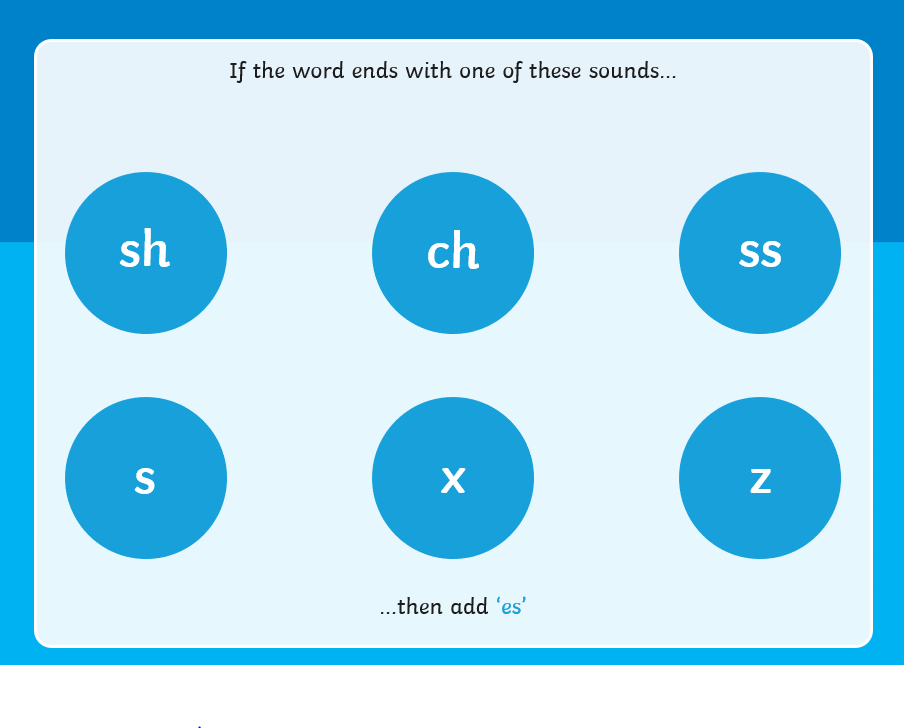 If the word ends with one of these sounds...
sh
ch
ss
s
x
z
...then add ‘es’